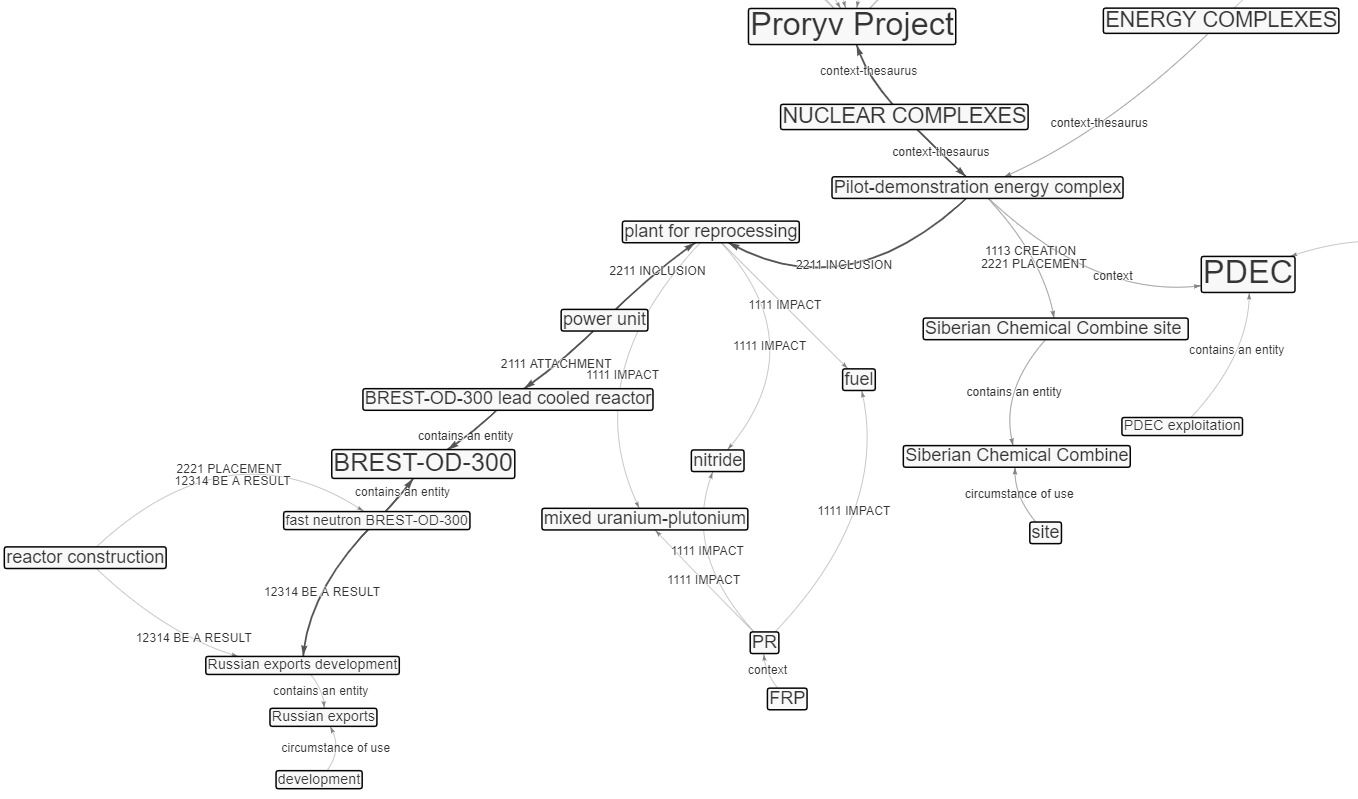 Proryv Project
ENERGY COMPLEXES
context-thesaurus
NUCLEAR COMPLEXES
context-thesaurus
context-thesaurus
Pilot-demonstration energy complex
plant for reprocessing
1113 CREATION
2221 PLACEMENT
2211 INCLUSION
2211 INCLUSION
context
PDEC
1111 IMPACT
power unit
Siberian Chemical Combine site
1111 IMPACT
contains an entity
2111 ATTACHMENT
1111 IMPACT
fuel
contains an entity
BREST-OD-300 lead cooled reactor
PDEC exploitation
contains an entity
Siberian Chemical Combine
BREST-OD-300
nitride
2221 PLACEMENT
12314 BE A RESULT
contains an entity
circumstance of use
fast neutron BREST-OD-300
mixed uranium-plutonium
1111 IMPACT
site
reactor construction
1111 IMPACT
1111 IMPACT
12314 BE A RESULT
12314 BE A RESULT
PR
Russian exports development
context
contains an entity
FRP
Russian exports
circumstance of use
development